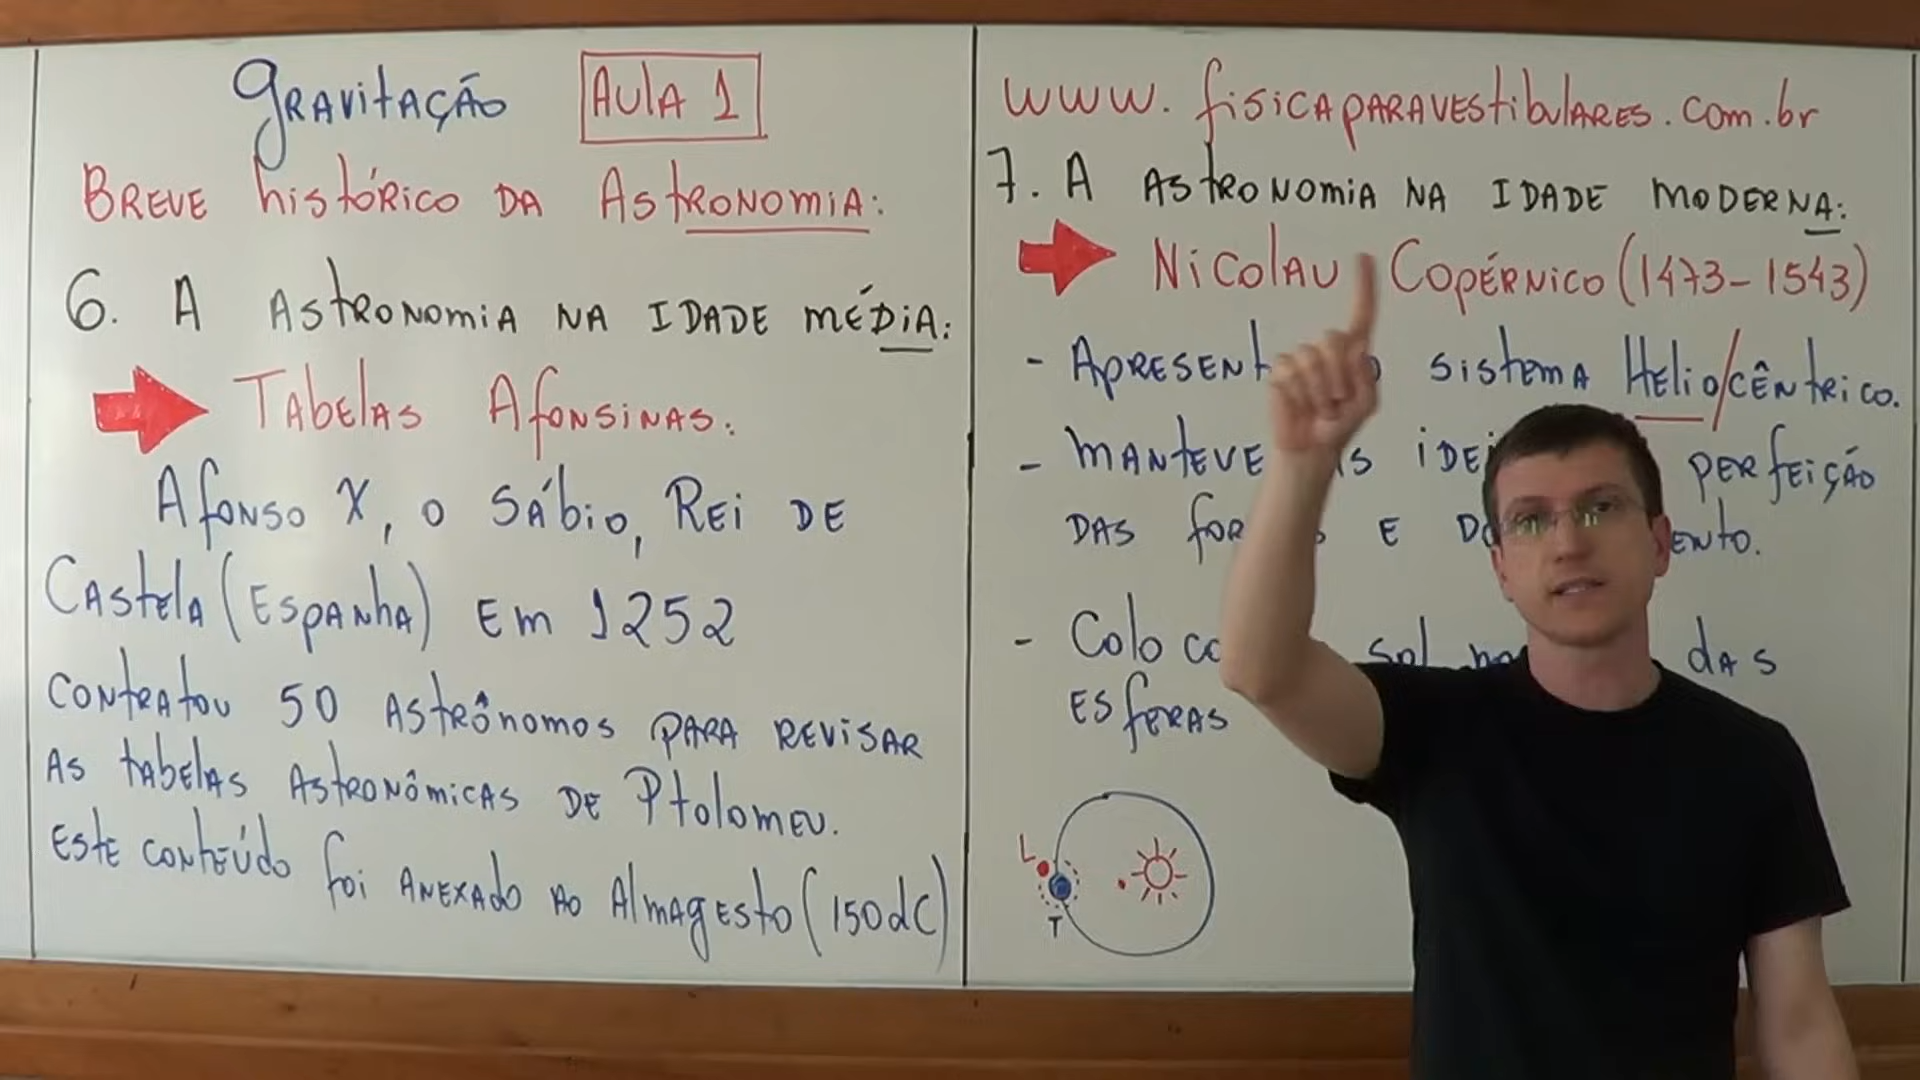 Gravitação Aula 1
Breve histórico da Astronomia:
6. A Astronomia na Idade Média:
Tabelas Afonsinas.
Afonso X, o Sábio, Rei de
Castela (Espanha) em 1252
contratou 50 astrônomos para revisar
as tabelas astronômicas de Ptolomeu.
Este conteúdo foi anexado ao Almagesto (150dC)
www.fisicaparavestibulares.com.br
7. A Astronomia na Idade Moderna:
Nicolau Copérnico (1473-1543)
- sistema Helio/cêntrico.
- Manteve perfeição
das e
- Sol das
esferas
L
T